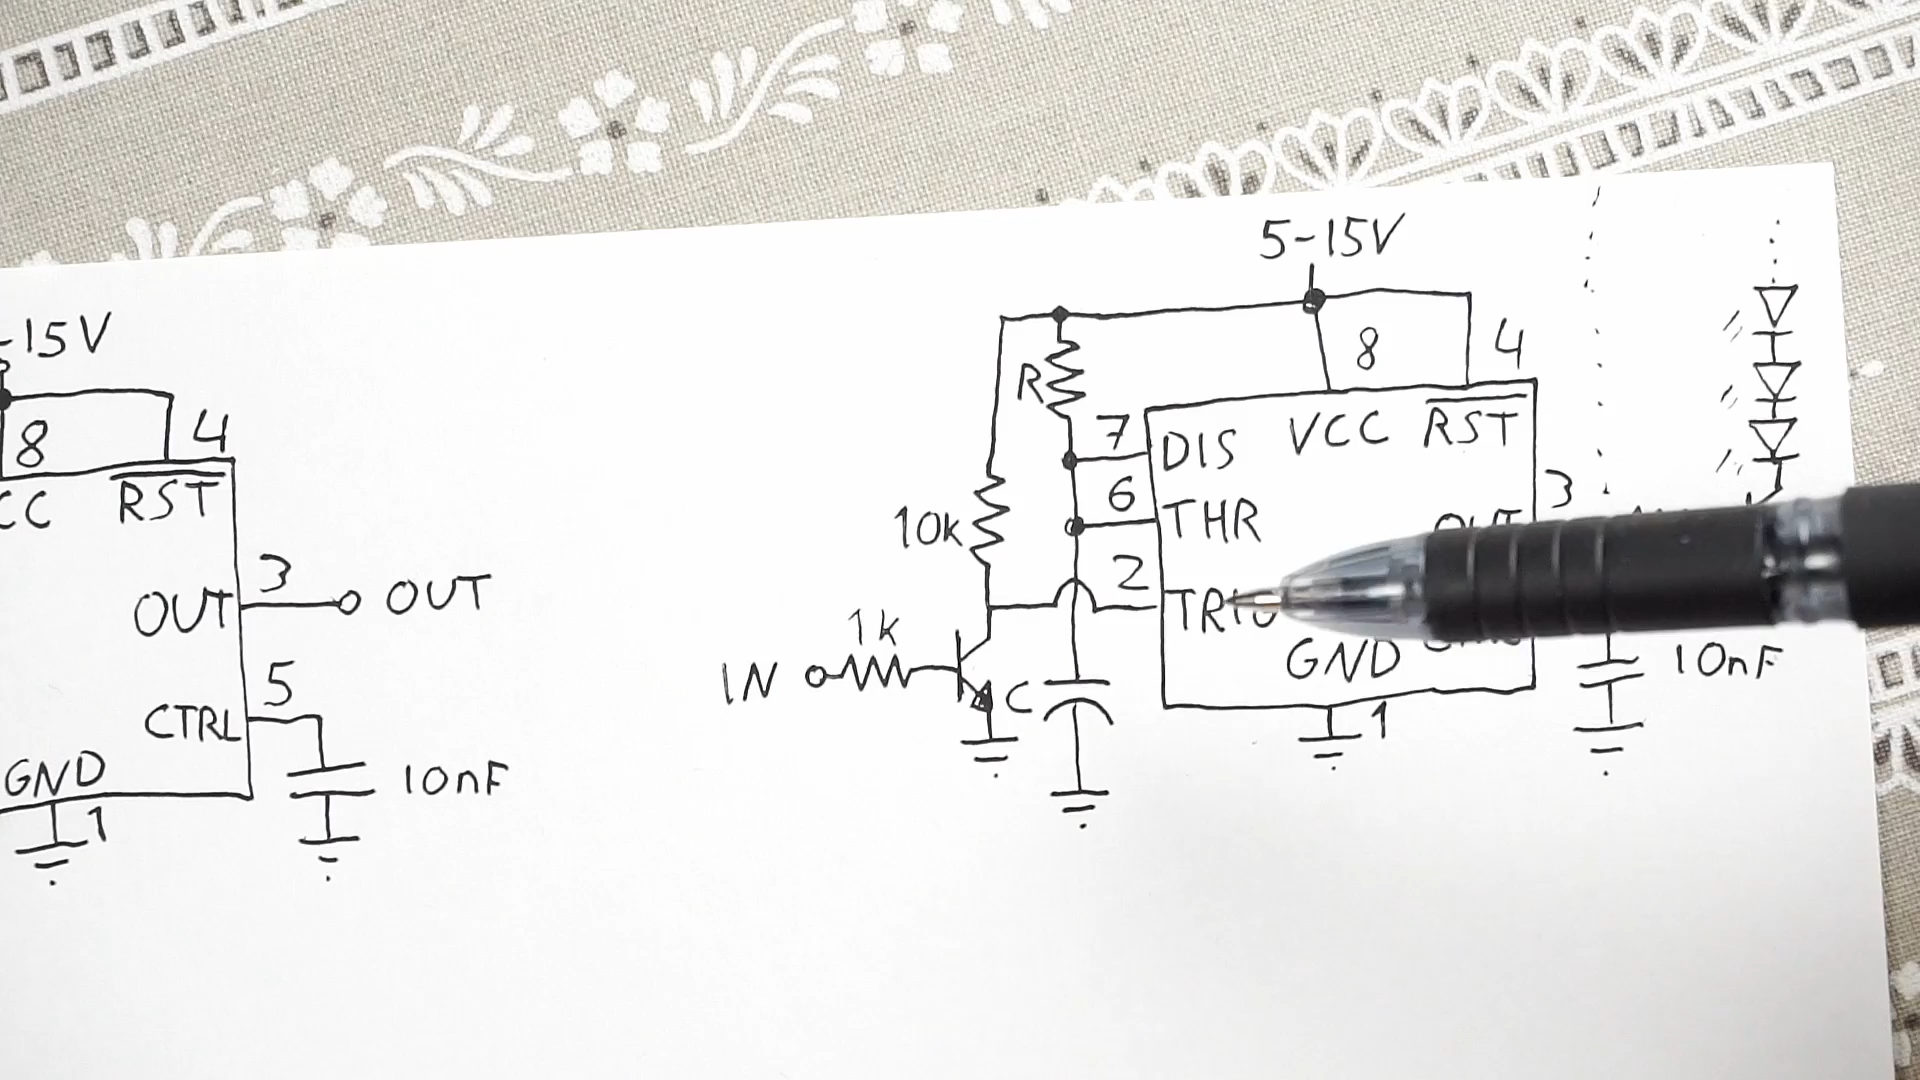 -15V
8
4
CC
RST
OUT
3
OUT
5
CTRL
10nF
GND
1
5-15V
8
4
R
7
DIS
VCC
RST
6
THR
3
10k
2
1k
IN
C
GND
10nF
1